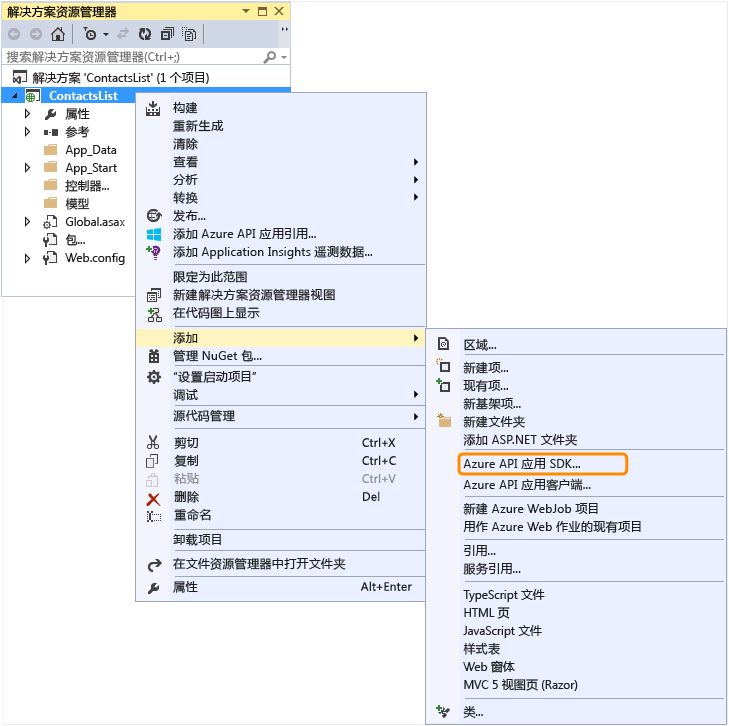 解决方案资源管理器
搜索解决方案资源管理器(Ctrl+;)
解决方案 'ContactsList' (1 个项目)
ContactsList
属性
参考
App_Data
App_Start
控制器...
模型
Global.asax
包...
Web.config
构建
重新生成
清除
查看
分析
转换
发布...
添加 Azure API 应用引用...
添加 Application Insights 遥测数据...
限定为此范围
新建解决方案资源管理器视图
在代码图上显示
添加
管理 NuGet 包...
"设置启动项目"
调试
源代码管理
剪切 Ctrl+X
复制 Ctrl+C
粘贴 Ctrl+V
删除 Del
重命名
卸载项目
在文件资源管理器中打开文件夹
属性 Alt+Enter
区域...
新建项...
现有项...
新基架项...
新建文件夹
添加 ASP.NET 文件夹
Azure API 应用 SDK...
Azure API 应用客户端...
新建 Azure WebJob 项目
用作 Azure Web 作业的现有项目
引用...
服务引用...
TypeScript 文件
HTML 页
JavaScript 文件
样式表
Web 窗体
MVC 5 视图页 (Razor)
类...